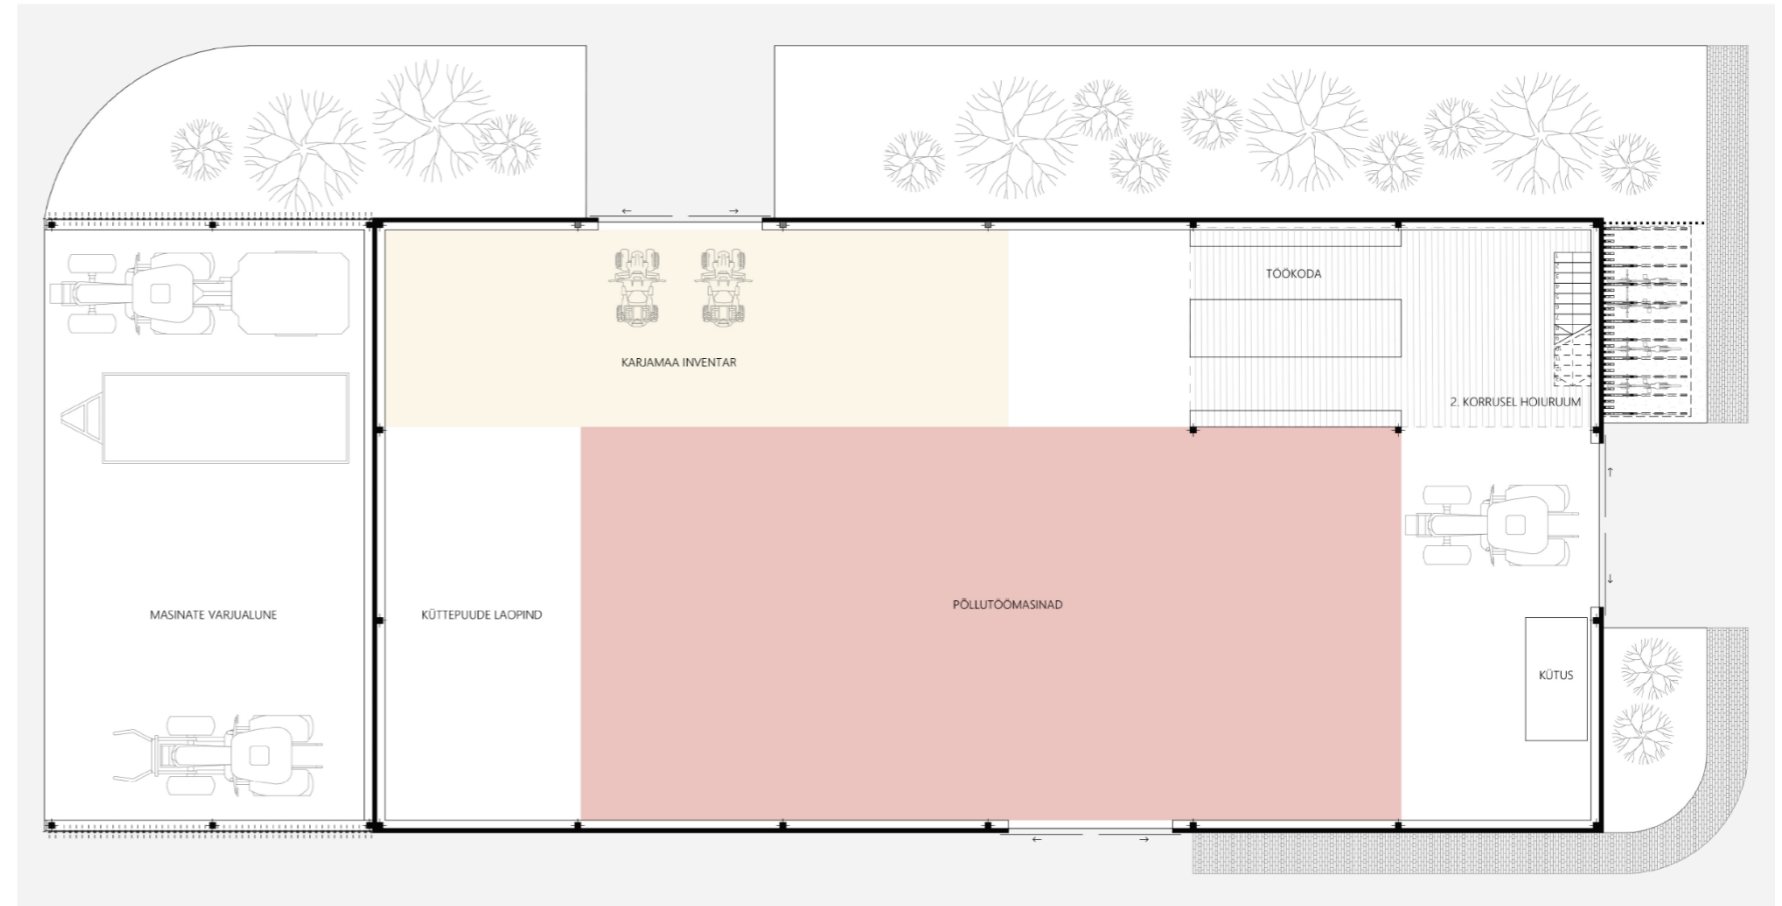 TÖÖKODA
KARJAMAA INVENTAR
2. KORRUSEL HOIURUUM
MASINATE VARJUALUNE
KÜTTEPUUDE LAOPIND
PÕLLUTÖÖMASINAD
KÜTUS